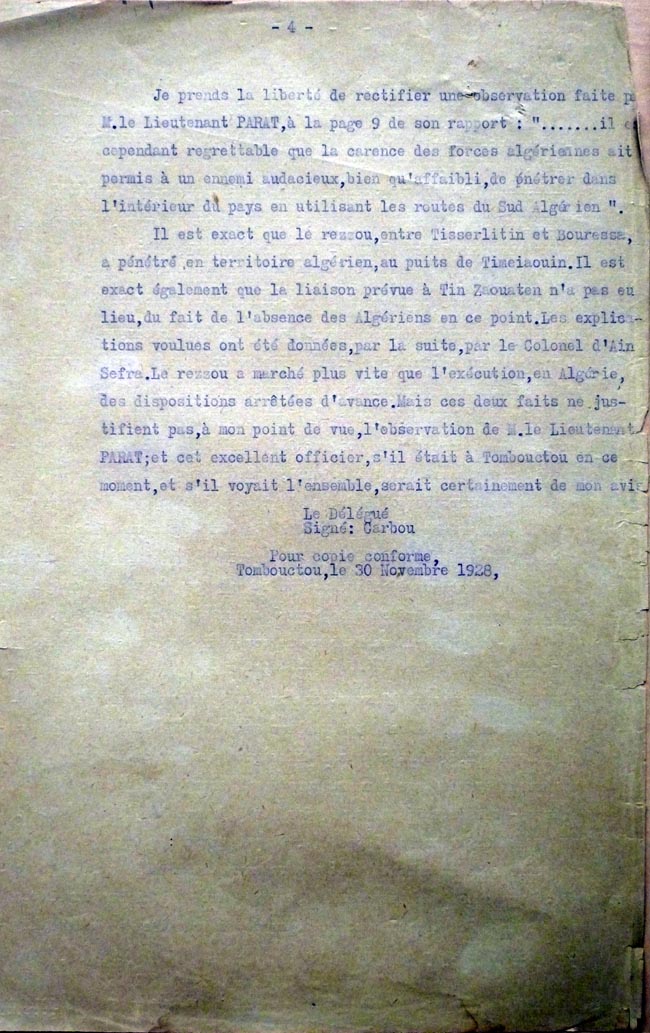 - 4 -
Je prends la liberté de rectifier une observation faite p
M.le Lieutenant PARAT,à la page 9 de son rapport : ".......il e
cependant regrettable que la carence des forces algériennes ait
permis à un ennemi audacieux,bien qu'affaibli,de pénétrer dans
l'intérieur du pays en utilisant les routes du Sud Algérien ".
Il est exact que le rezzou,entre Tisserlitin et Bouressa,
a pénétré en territoire algérien,au puits de Timeiaouin.Il est
exact également que la liaison prévue à Tin Zaouaten n'a pas eu
lieu,du fait de l'absence des Algériens en ce point.Les explica-
tions voulues ont été données,par la suite,par le Colonel d'Ain
Sefra.Le rezzou a marché plus vite que l'exécution,en Algérie,
des dispositions arrêtées d'avance.Mais ces deux faits ne jus-
tifient pas,à mon point de vue,l'observation de M.le Lieutenant
PARAT;et cet excellent officier,s'il était à Tombouctou en ce
moment,et s'il voyait l'ensemble,serait certainement de mon avis
Le Délégué
Signé: Carbou
Pour copie conforme,
Tombouctou,le 30 Novembre 1928,